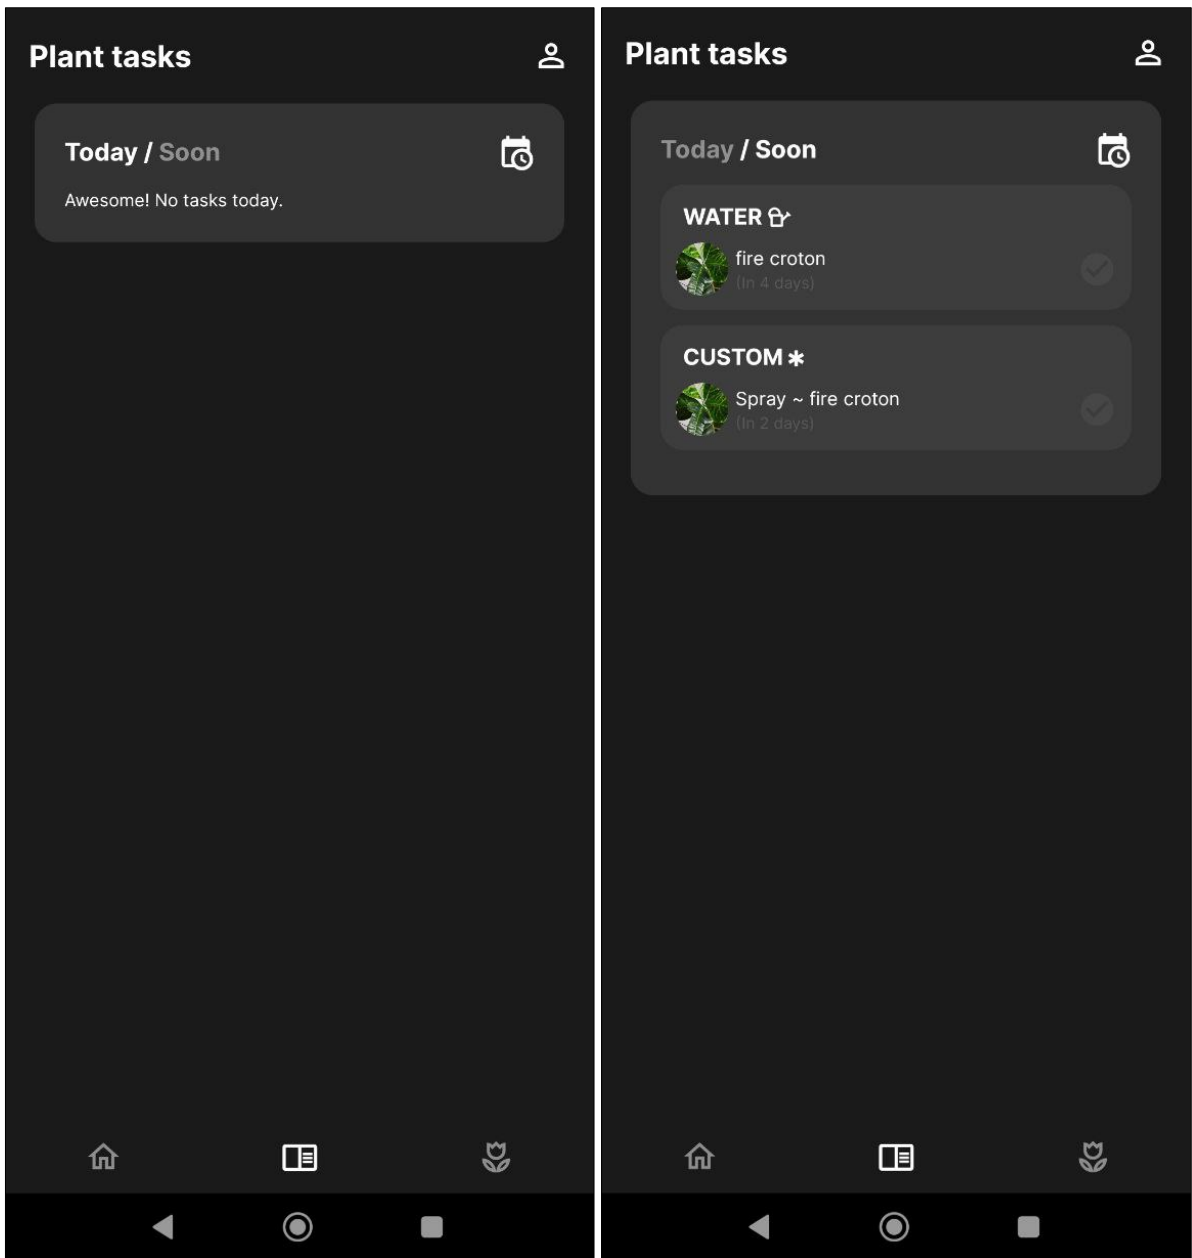 Plant tasks
Today / Soon
Awesome! No tasks today.
Plant tasks
Today / Soon
WATER
fire croton
(In 4 days)
CUSTOM *
Spray ~ fire croton
(In 2 days)